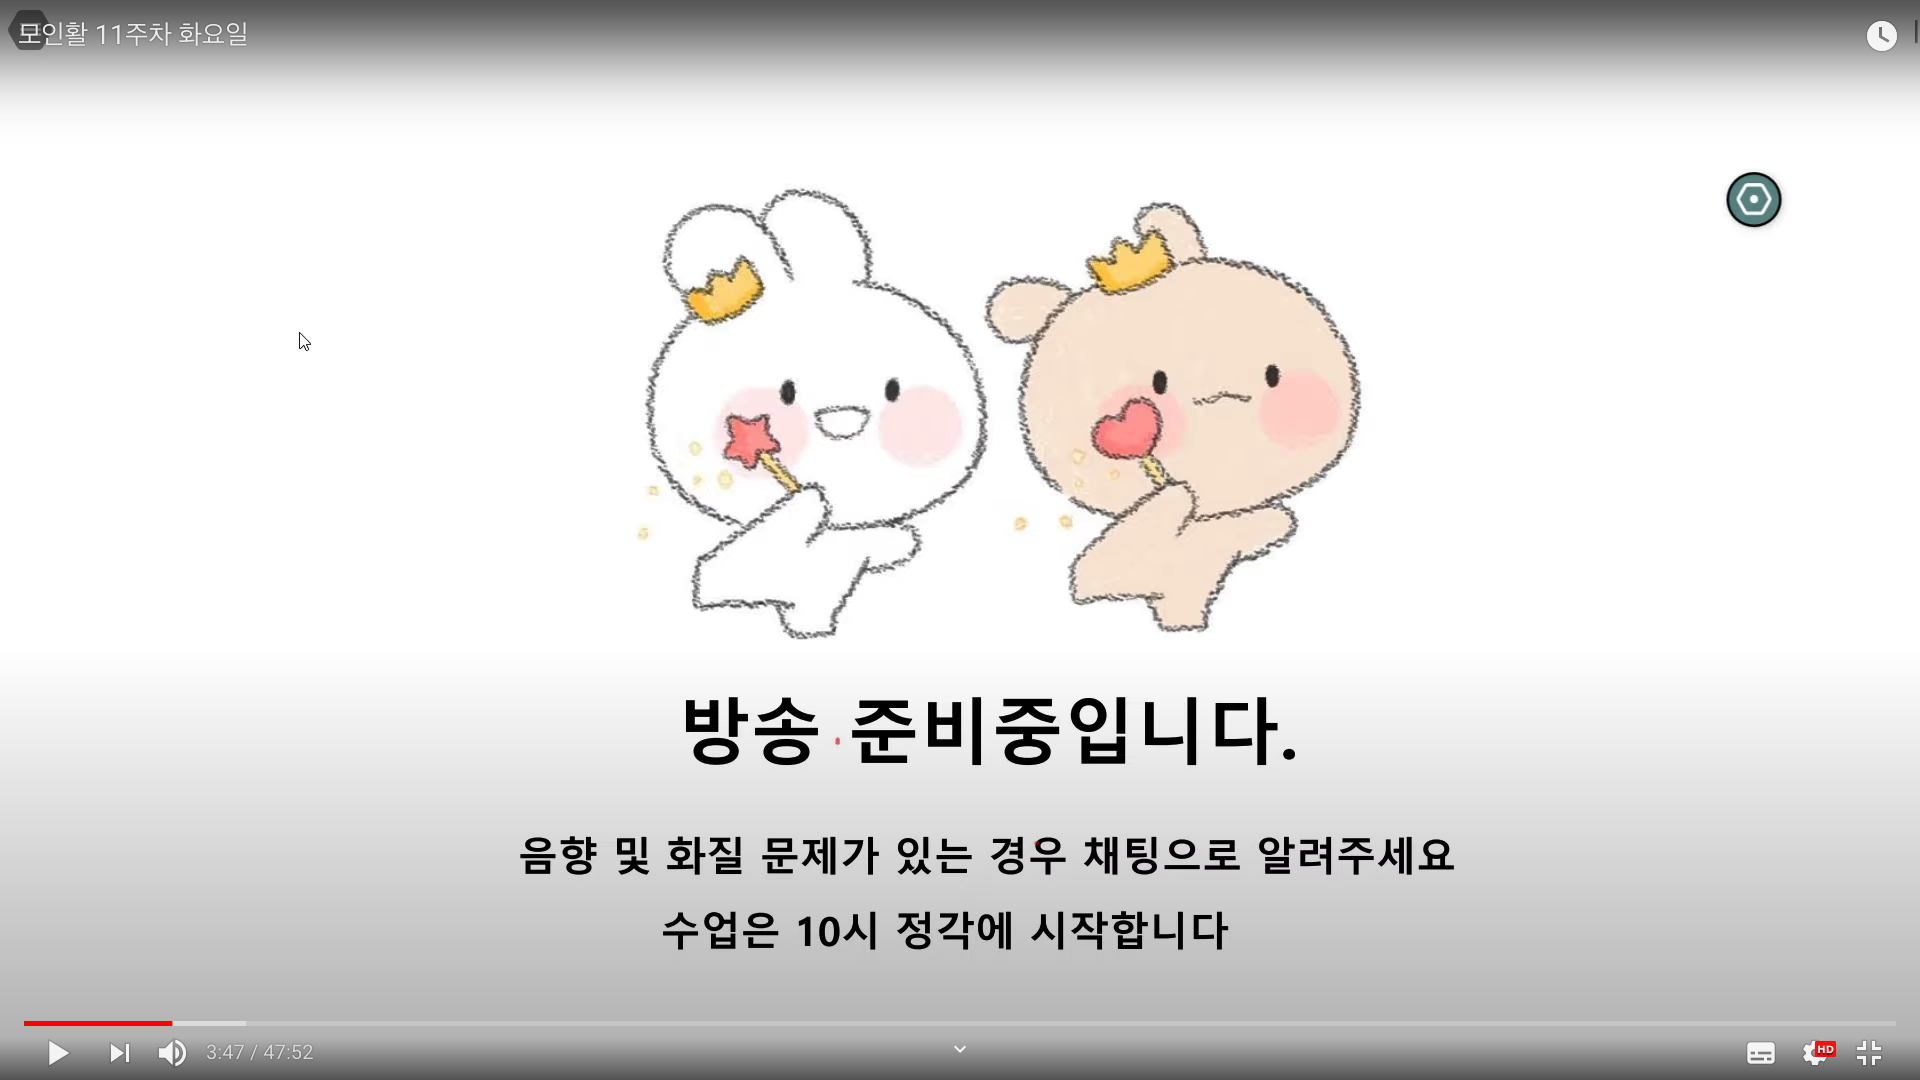 모인활 11주차 화요일
방송 준비중입니다.
음향 및 화질 문제가 있는 경우 채팅으로 알려주세요
수업은 10시 정각에 시작합니다
3:47 / 47:52
HD